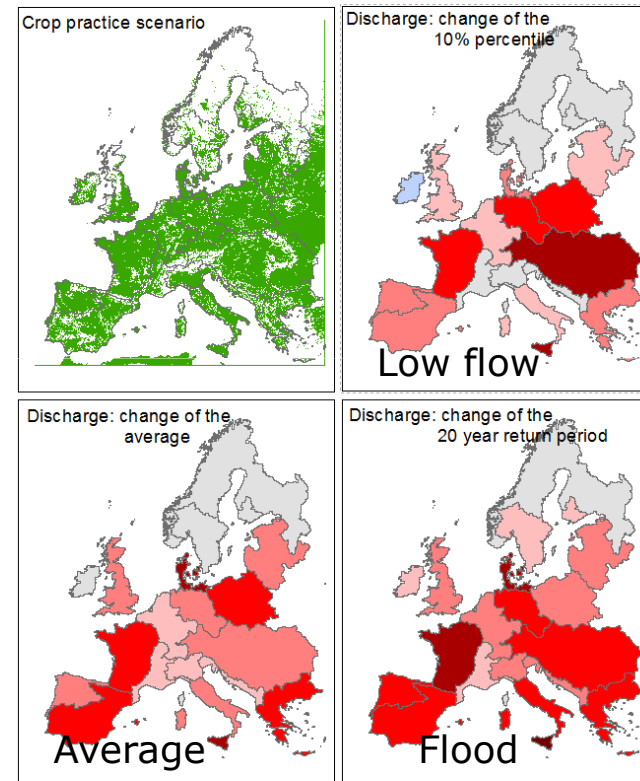 Crop practice scenario
Discharge: change of the
10% percentile
Low flow
Discharge: change of the
average
Average
Discharge: change of the
20 year return period
Flood